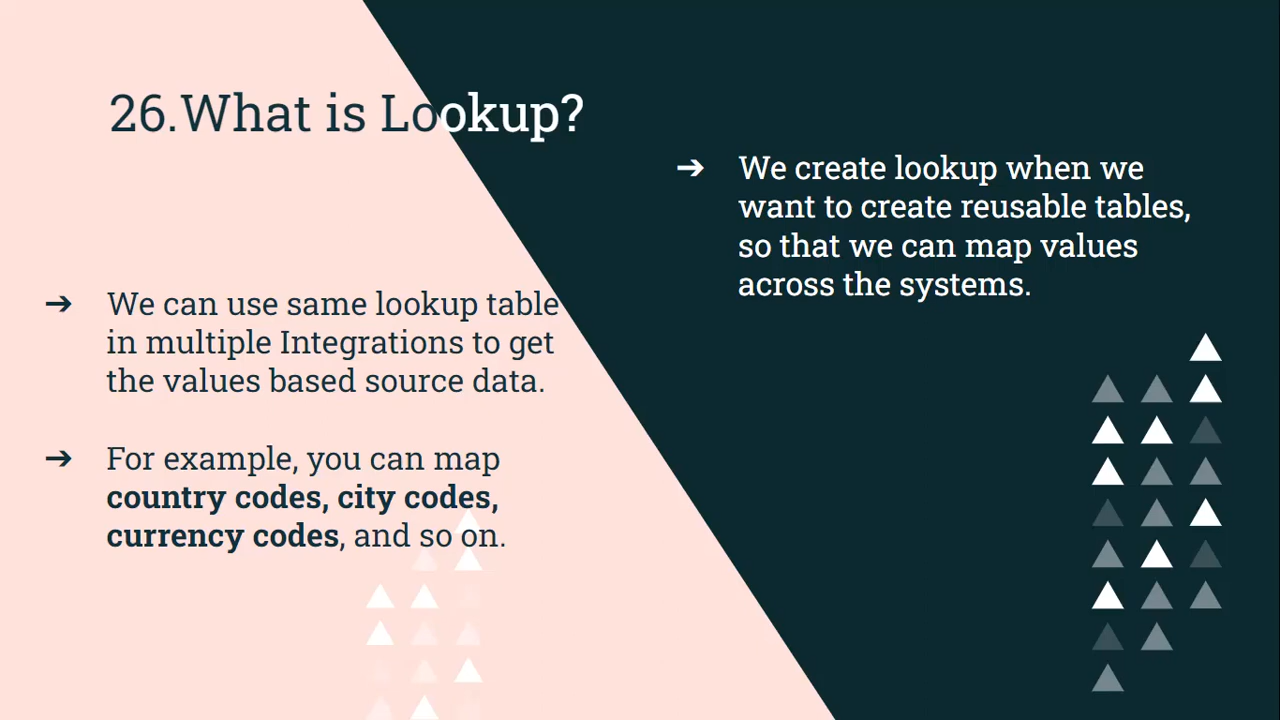 26.What is Lookup?
➔ We can use same lookup table
in multiple Integrations to get
the values based source data.
➔ For example, you can map
country codes, city codes,
currency codes, and so on.
➔ We create lookup when we
want to create reusable tables,
so that we can map values
across the systems.